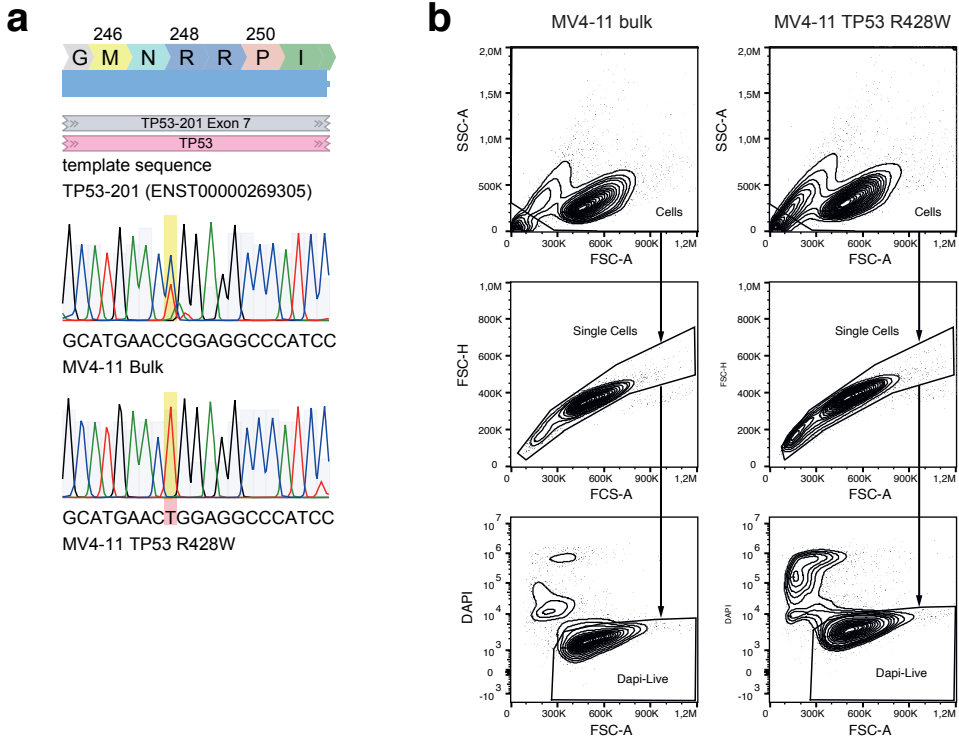 a
246 248 250
G M N R R P I
TP53-201 Exon 7
TP53
template sequence
TP53-201 (ENST00000269305)
GCATGAACCGGAGGCCCATCC
MV4-11 Bulk
GCATGAACTGGAGGCCCATCC
MV4-11 TP53 R428W
b
MV4-11 bulk
2,0M
1,5M
1,0M
500K
0
SSC-A
Cells
0 300K 600K 900K 1,2M
FSC-A
1,0M
800K
600K
400K
200K
0
FSC-H
Single Cells
0 300K 600K 900K 1,2M
FCS-A
10 7
10 6
10 5
10 4
10 3
0
-10 3
DAPI
Dapi-Live
0 300K 600K 900K 1,2M
FSC-A
MV4-11 TP53 R428W
2,0M
1,5M
1,0M
500K
0
SSC-A
Cells
0 300K 600K 900K 1,2M
FSC-A
1,0M
800K
600K
400K
200K
0
FSC-H
Single Cells
0 300K 600K 900K 1,2M
FSC-A
10 7
10 6
10 5
10 4
10 3
0
-10 3
DAPI
Dapi-Live
0 300K 600K 900K 1,2M
FSC-A